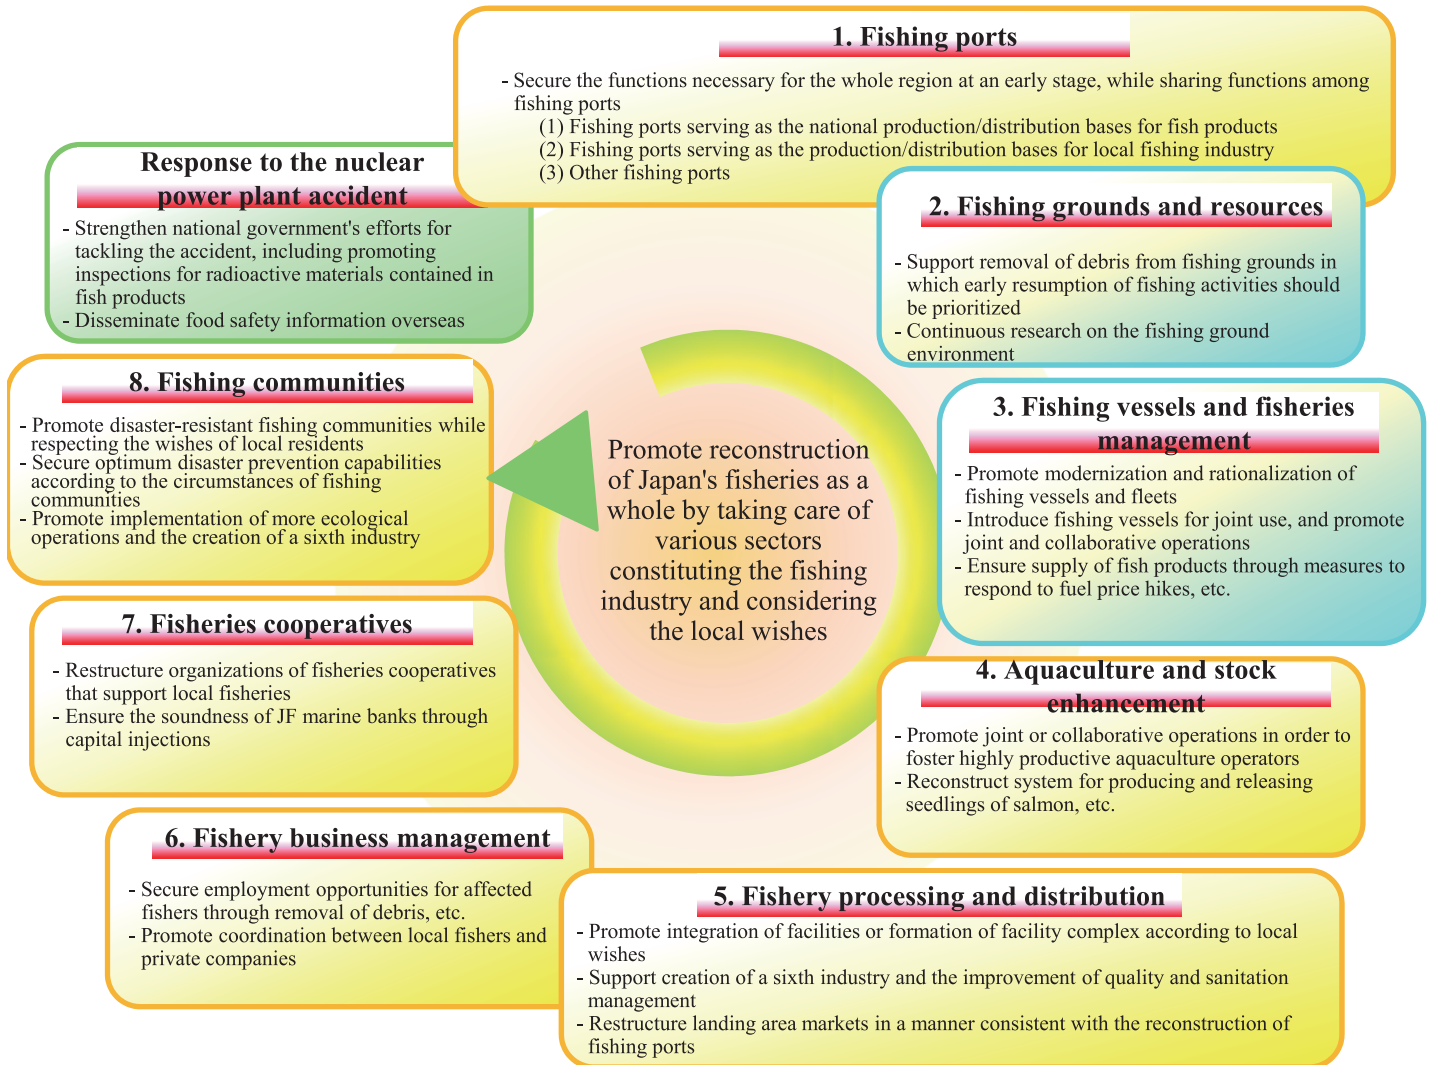 1. Fishing ports
- Secure the functions necessary for the whole region at an early stage, while sharing functions among
fishing ports
(1) Fishing ports serving as the national production/distribution bases for fish products
(2) Fishing ports serving as the production/distribution bases for local fishing industry
(3) Other fishing ports
Response to the nuclear
power plant accident
- Strengthen national government's efforts for
tackling the accident, including promoting
inspections for radioactive materials contained in
fish products
- Disseminate food safety information overseas
2. Fishing grounds and resources
- Support removal of debris from fishing grounds in
which early resumption of fishing activities should
be prioritized
- Continuous research on the fishing ground
environment
8. Fishing communities
- Promote disaster-resistant fishing communities while
respecting the wishes of local residents
- Secure optimum disaster prevention capabilities
according to the circumstances of fishing
communities
- Promote implementation of more ecological
operations and the creation of a sixth industry
3. Fishing vessels and fisheries
management
- Promote modernization and rationalization of
fishing vessels and fleets
- Introduce fishing vessels for joint use, and promote
joint and collaborative operations
- Ensure supply of fish products through measures to
respond to fuel price hikes, etc.
Promote reconstruction
of Japan's fisheries as a
whole by taking care of
various sectors
constituting the fishing
industry and considering
the local wishes
7. Fisheries cooperatives
- Restructure organizations of fisheries cooperatives
that support local fisheries
- Ensure the soundness of JF marine banks through
capital injections
4. Aquaculture and stock
enhancement
- Promote joint or collaborative operations in order to
foster highly productive aquaculture operators
- Reconstruct system for producing and releasing
seedlings of salmon, etc.
6. Fishery business management
- Secure employment opportunities for affected
fishers through removal of debris, etc.
- Promote coordination between local fishers and
private companies
5. Fishery processing and distribution
- Promote integration of facilities or formation of facility complex according to local
wishes
- Support creation of a sixth industry and the improvement of quality and sanitation
management
- Restructure landing area markets in a manner consistent with the reconstruction of
fishing ports